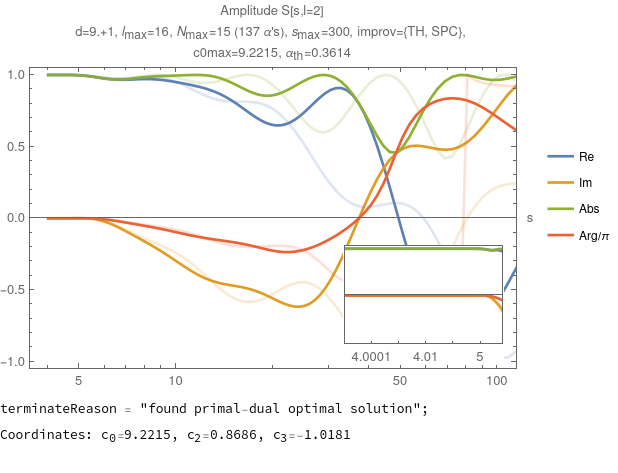 Amplitude S[s,l=2]
d=9.+1, lmax=16, Nmax=15 (137 α's), smax=300, improv={TH, SPC},
c0max=9.2215, αth=0.3614
1.0
0.5
0.0
-0.5
-1.0
s
Re
Im
Abs
Arg/π
4.0001 4.01 5
5 10 50 100
terminateReason = "found primal-dual optimal solution";
Coordinates: c0=9.2215, c2=0.8686, c3=-1.0181